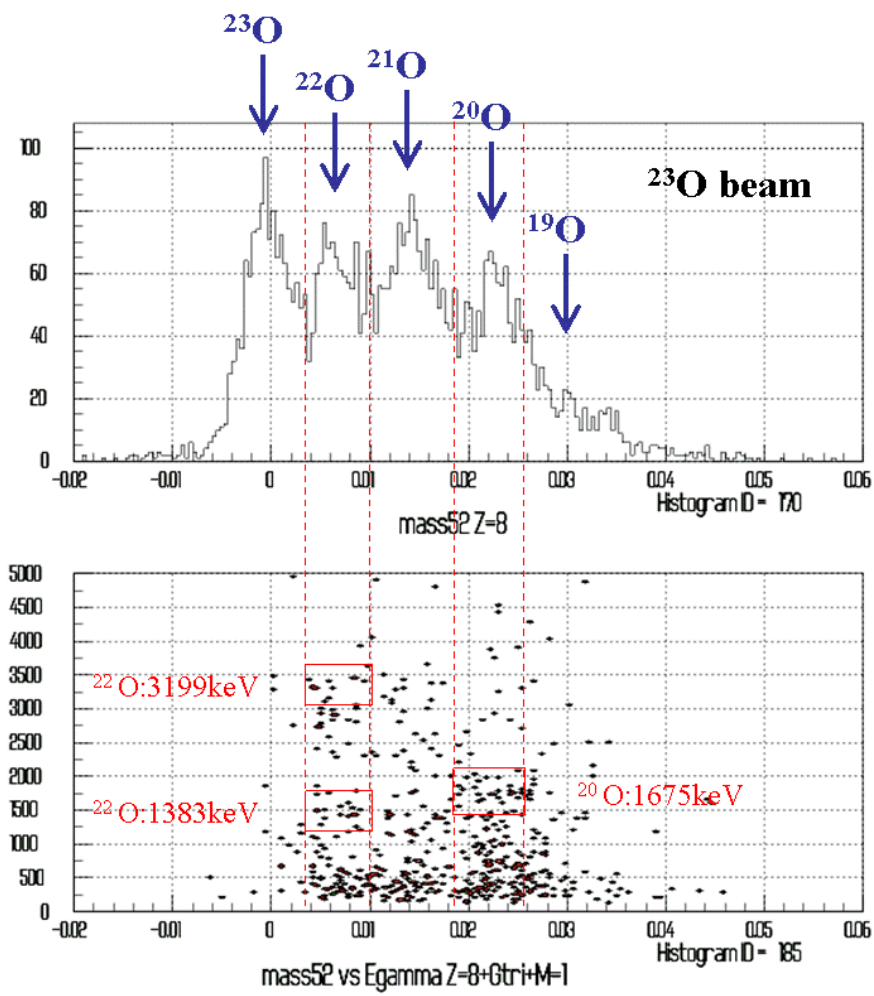 ²³O
²²O
²¹O
²⁰O
¹⁹O
²³O beam
100
80
60
40
20
0
-0.02 -0.01 0 0.01 0.02 0.03 0.04 0.05 0.06
Histogram ID = 170
mass52 Z=8
5000
4500
4000
3500
3000
2500
2000
1500
1000
500
0
²² O:3199keV
²² O:1383keV
²⁰ O:1675keV
-0.02 -0.01 0 0.01 0.02 0.03 0.04 0.05 0.06
Histogram ID = 185
mass52 vs Egamma Z=8+Gtri+M=1